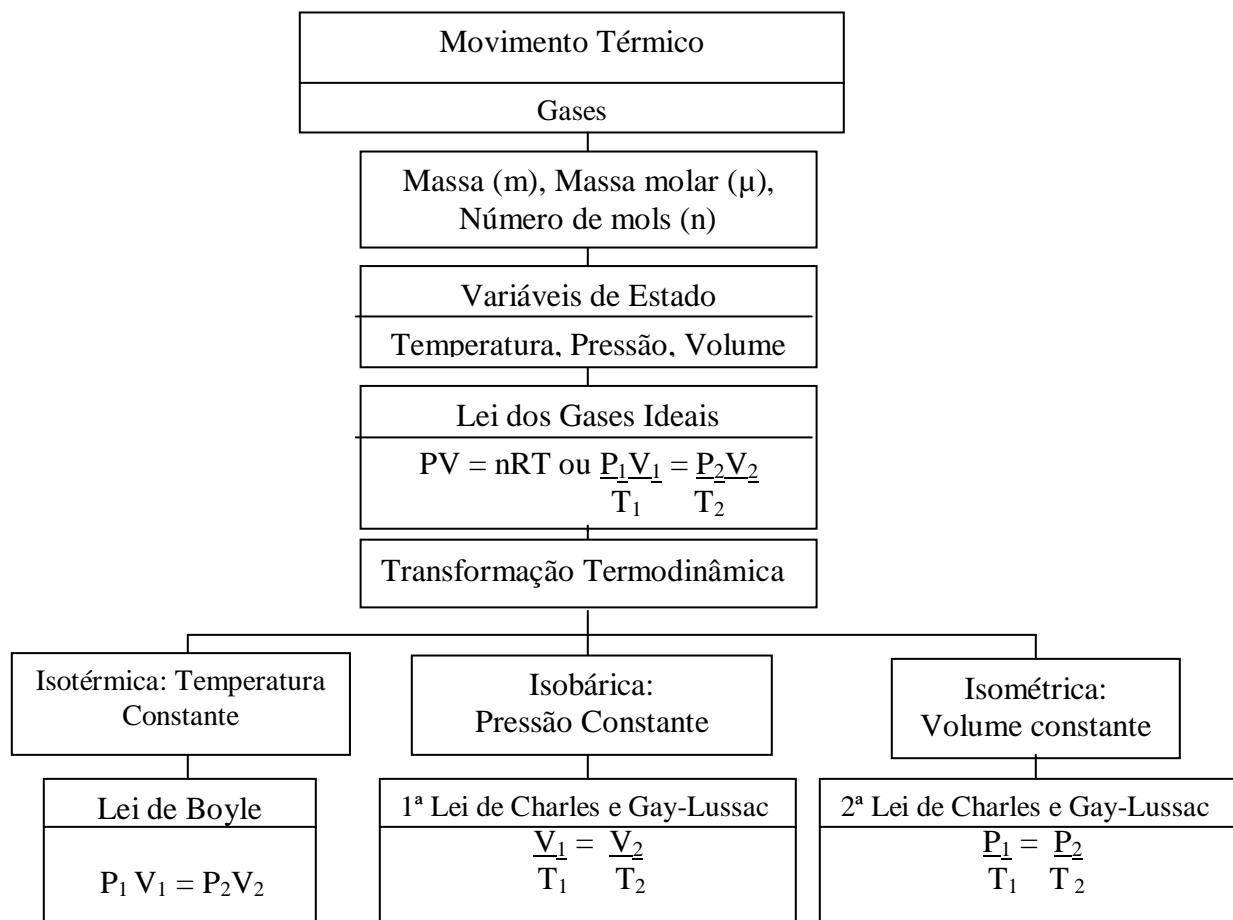 Movimento Térmico
Gases
Massa (m), Massa molar (μ),
Número de mols (n)
Variáveis de Estado
Temperatura, Pressão, Volume
Lei dos Gases Ideais
PV = nRT ou P₁V₁ = P₂V₂
T₁ T₂
Transformação Termodinâmica
Isotérmica: Temperatura
Constante
Isobárica:
Pressão Constante
Isométrica:
Volume constante
Lei de Boyle
P₁ V₁ = P₂V₂
1ª Lei de Charles e Gay-Lussac
V₁ = V₂
T₁ T₂
2ª Lei de Charles e Gay-Lussac
P₁ = P₂
T₁ T₂